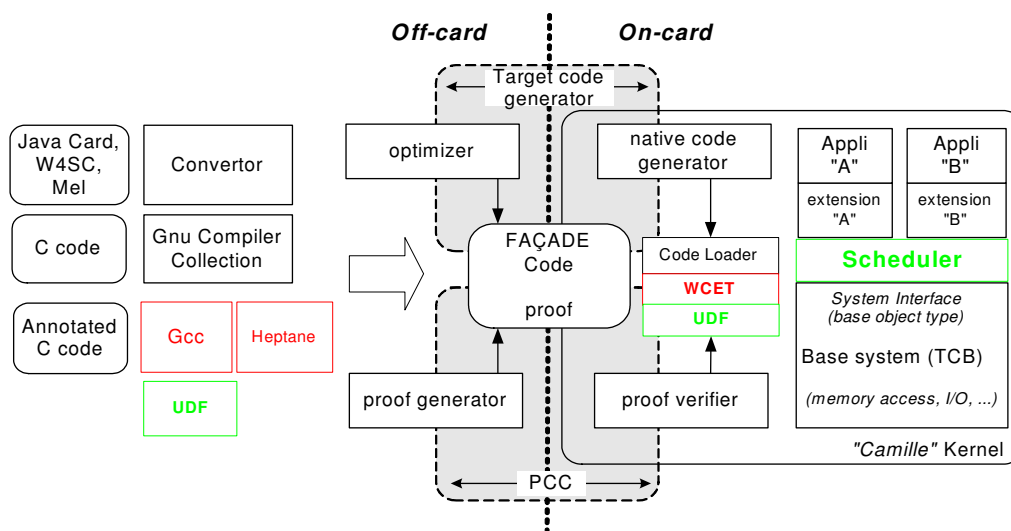 Off-card
On-card
Target code
generator
Java Card,
W4SC,
Mel
Convertor
optimizer
native code
generator
Appli
"A"
Appli
"B"
extension
"A"
extension
"B"
C code
Gnu Compiler
Collection
FAÇADE
Code
proof
Code Loader
WCET
UDF
Scheduler
System Interface
(base object type)
Base system (TCB)
(memory access, I/O, ...)
Annotated
C code
Gcc
Heptane
UDF
proof generator
proof verifier
"Camille" Kernel
PCC